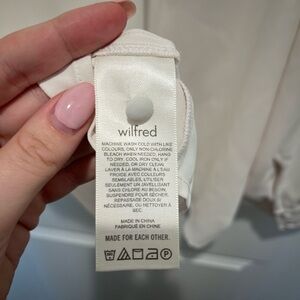 wilfred
MACHINE WASH COLD WITH LIKE
COLOURS, ONLY NON-CHLORINE
BLEACH WHEN NEEDED, HANG
TO DRY, COOL IRON ONLY IF
NEEDED, OR DRY CLEAN
LAVER À LA MACHINE À L'EAU
FROIDE AVEC COULEURS
SEMBLABLES, UTILISER
SEULEMENT UN JAVELLISANT
SANS CHLORE AU BESOIN,
SUSPENDRE POUR SÉCHER,
REPASSAGE DOUX SI
NÉCESSAIRE, OU NETTOYER À
SEC.
MADE IN CHINA
FABRIQUÉ EN CHINE
MADE FOR EACH OTHER.
P